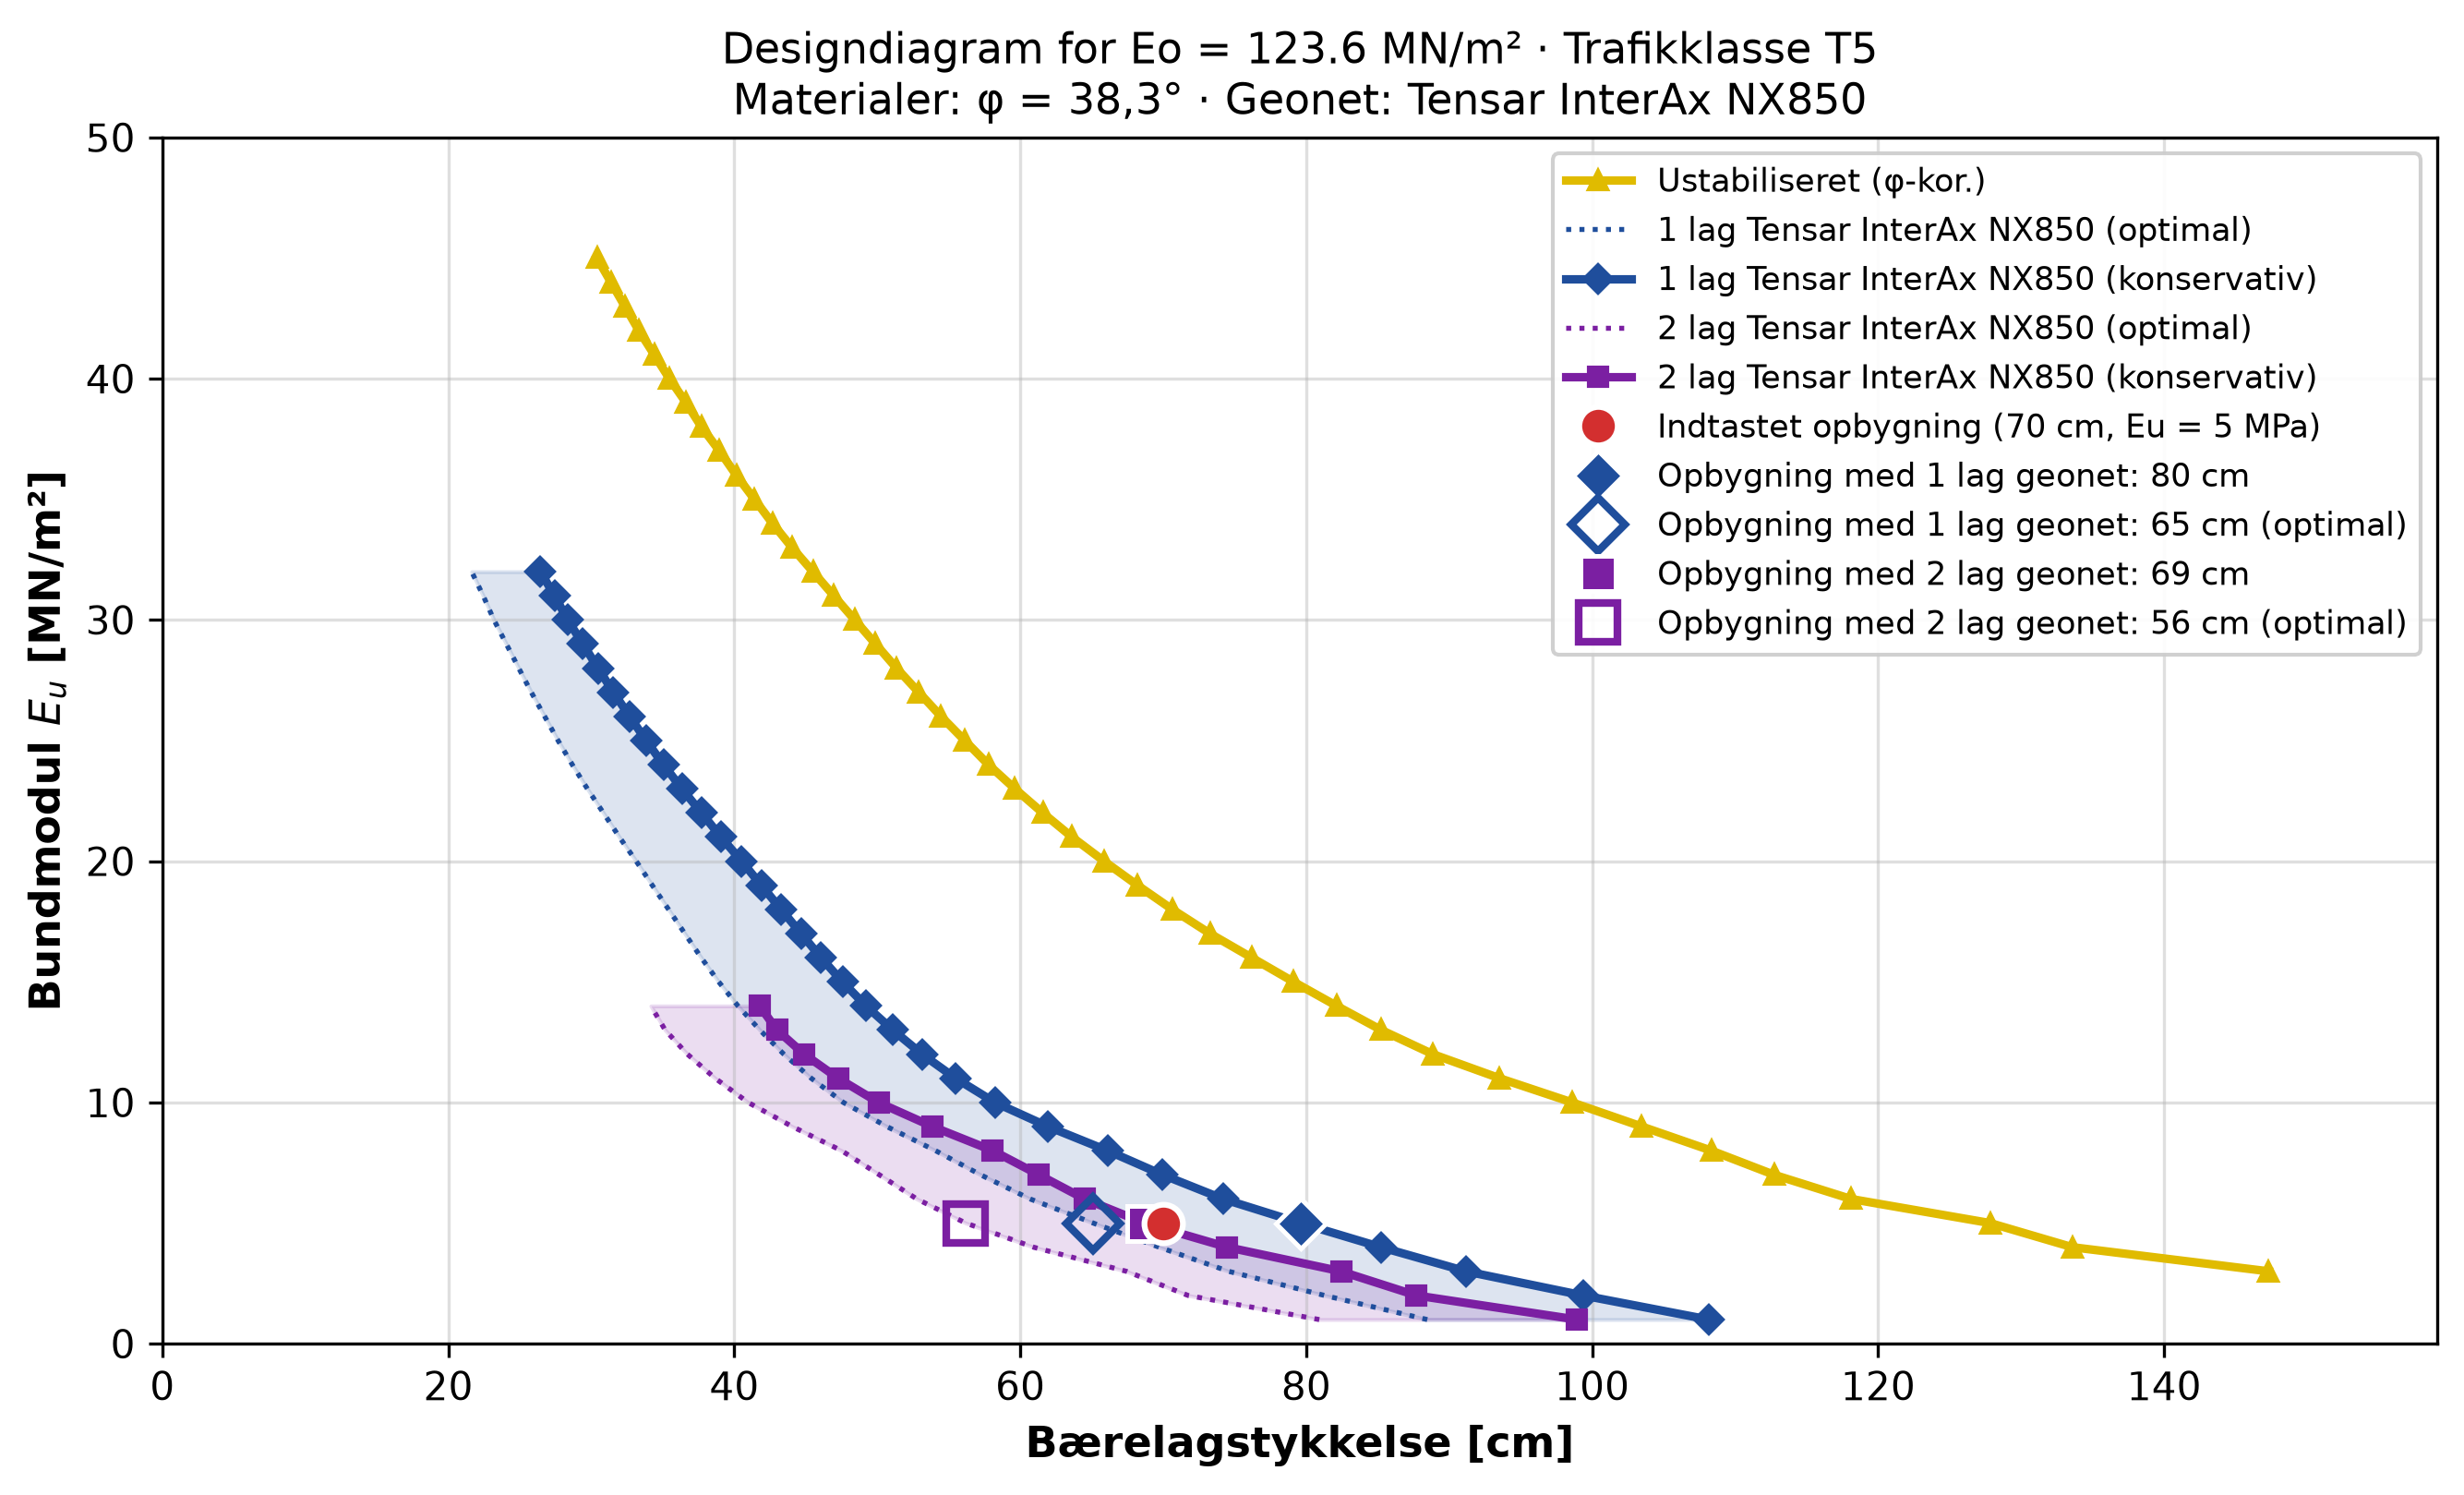 Designdiagram for Eo = 123.6 MN/m² · Trafikklasse T5
Materialer: φ = 38,3° · Geonet: Tensar InterAx NX850
Ustabiliseret (φ-kor.)
1 lag Tensar InterAx NX850 (optimal)
1 lag Tensar InterAx NX850 (konservativ)
2 lag Tensar InterAx NX850 (optimal)
2 lag Tensar InterAx NX850 (konservativ)
Indtastet opbygning (70 cm, Eu = 5 MPa)
Opbygning med 1 lag geonet: 80 cm
Opbygning med 1 lag geonet: 65 cm (optimal)
Opbygning med 2 lag geonet: 69 cm
Opbygning med 2 lag geonet: 56 cm (optimal)
Bundmodul Eu [MN/m²]
50
40
30
20
10
0
0 20 40 60 80 100 120 140
Bærelagstykkelse [cm]